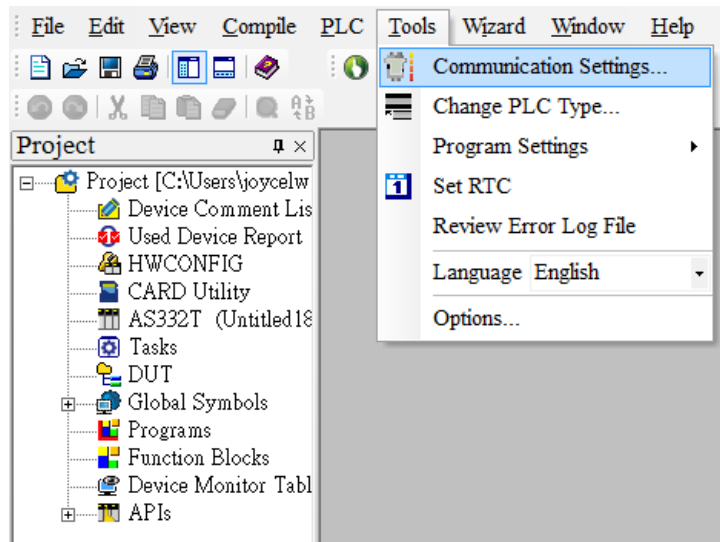 File Edit View Compile PLC Tools Wizard Window Help
Communication Settings...
Change PLC Type...
Program Settings
1 Set RTC
Review Error Log File
Language English
Options...
Project
Project [C:\Users\joycelw
Device Comment Lis
Used Device Report
HWCONFIG
CARD Utility
AS332T (Untitled18
Tasks
DUT
Global Symbols
Programs
Function Blocks
Device Monitor Tabl
APIs